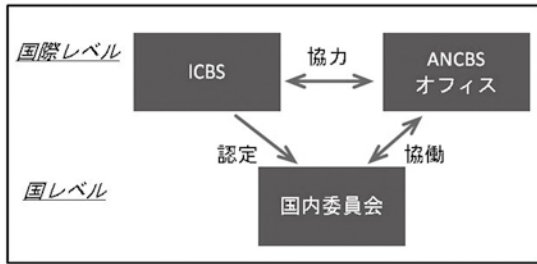 国際レベル
ICBS
協力
ANCBS
オフィス
認定
協働
国レベル
国内委員会